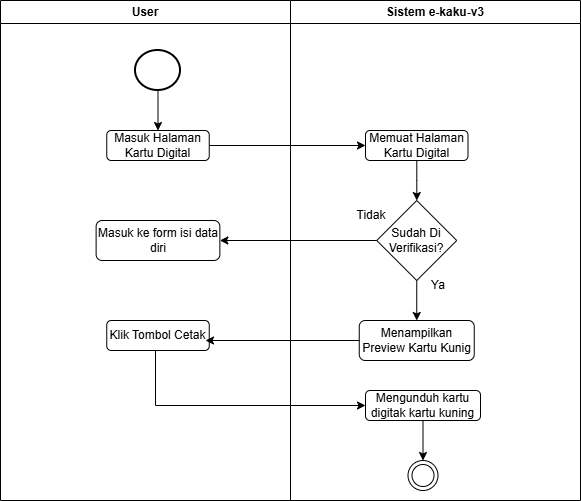 User
Sistem e-kaku-v3
Masuk Halaman
Kartu Digital
Memuat Halaman
Kartu Digital
Tidak
Sudah Di
Verifikasi?
Masuk ke form isi data
diri
Ya
Klik Tombol Cetak
Menampilkan
Preview Kartu Kunig
Mengunduh kartu
digitak kartu kuning